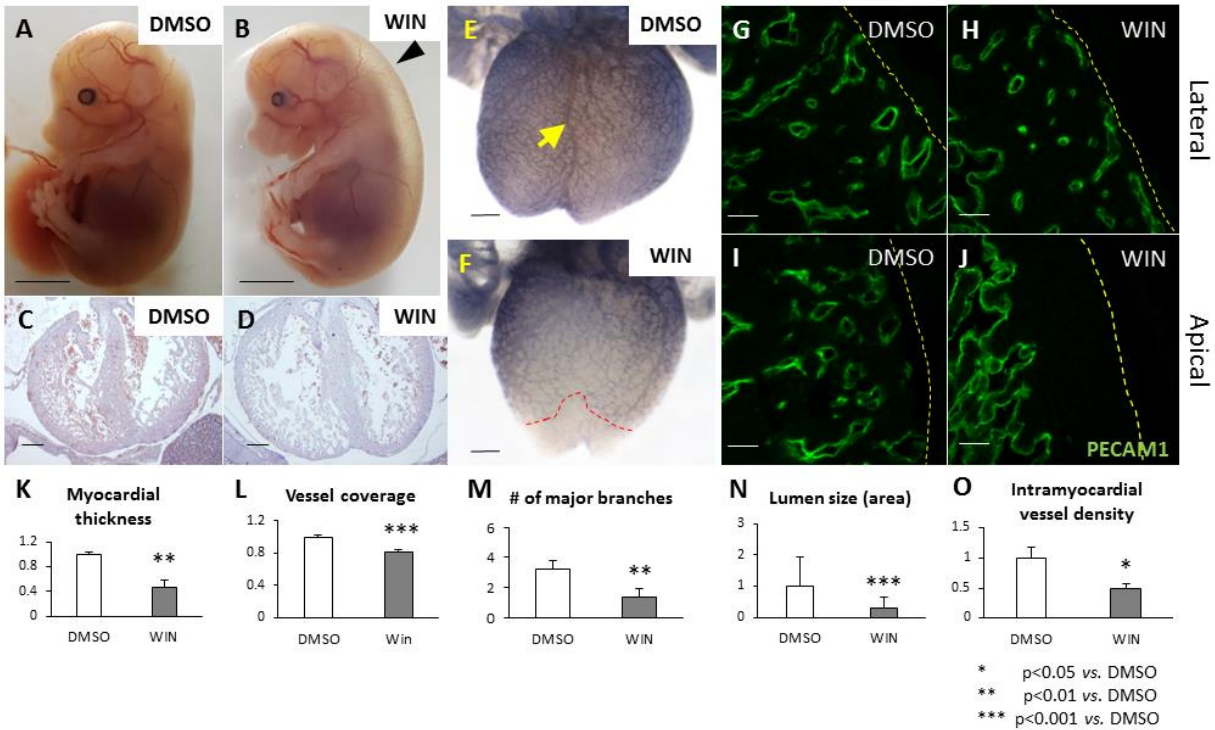 A DMSO
B WIN
E DMSO
G DMSO
H WIN
Lateral
F WIN
C DMSO
D WIN
I DMSO
J WIN
Apical
PECAM1
K Myocardial
thickness
1.2
0.8
0.4
0
**
DMSO WIN
L Vessel coverage
1.2
0.8
0.4
0
***
DMSO Win
M # of major branches
6
4
2
0
**
DMSO WIN
N Lumen size (area)
3
2
1
0
***
DMSO WIN
O Intramyocardial
vessel density
1.5
1
0.5
0
*
DMSO WIN
* p<0.05 vs. DMSO
** p<0.01 vs. DMSO
*** p<0.001 vs. DMSO